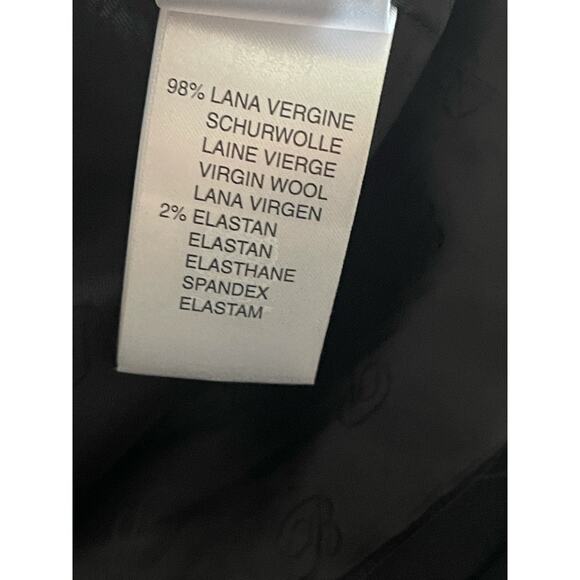 98% LANA VERGINE
SCHURWOLLE
LAINE VIERGE
VIRGIN WOOL
LANA VIRGEN
2% ELASTAN
ELASTAN
ELASTHANE
SPANDEX
ELASTAM
B